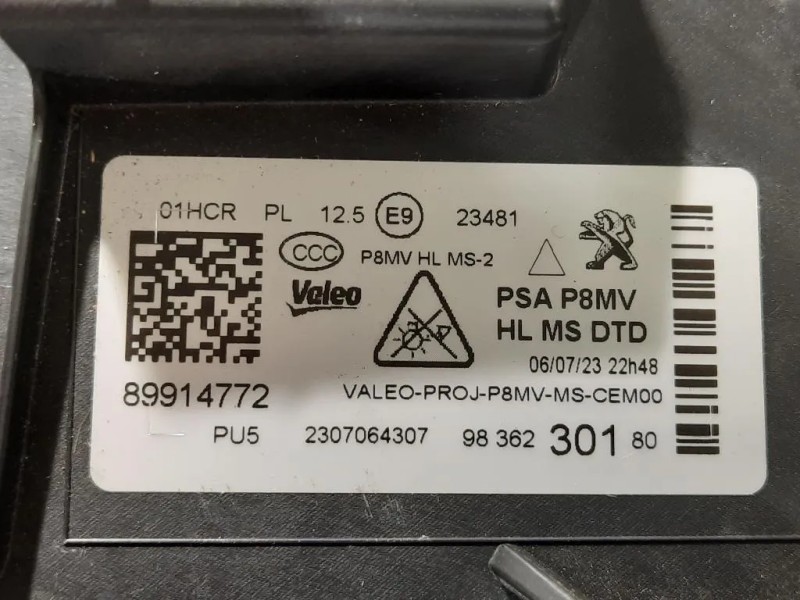 01HCR PL 12.5 E9 23481
CCC P8MV HL MS-2
Valeo PSA P8MV
HL MS DTD
06/07/23 22h48
89914772 VALEO-PROJ-P8MV-MS-CEM00
PU5 2307064307 98 362 301 80